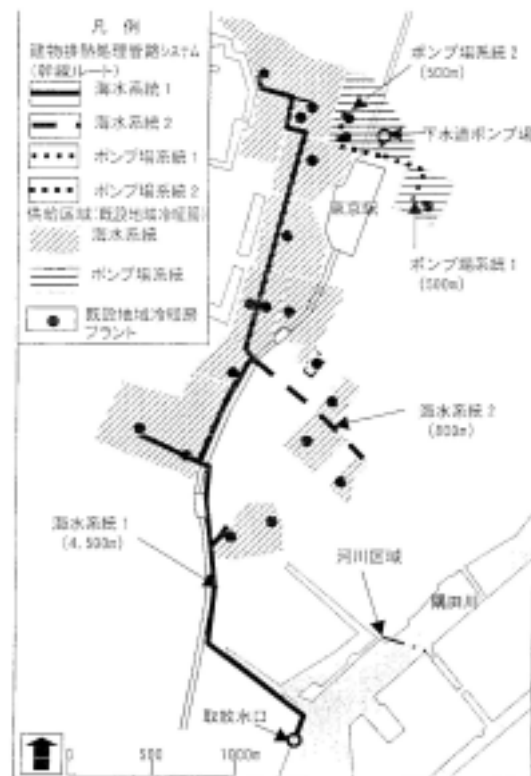 凡 例
建物排熱処理管路システム
(幹線ルート)
海水系統 1
海水系統 2
ポンプ場系統 1
ポンプ場系統 2
供給区域(既設地域冷暖房)
海水系統
ポンプ場系統
既設地域冷暖房
プラント
ポンプ場系統 2
(500m)
下水道ポンプ場
東京駅
ポンプ場系統 1
(500m)
海水系統 2
(800m)
海水系統 1
(4,500m)
河川区域
隅田川
取放水口
0 500 1000m